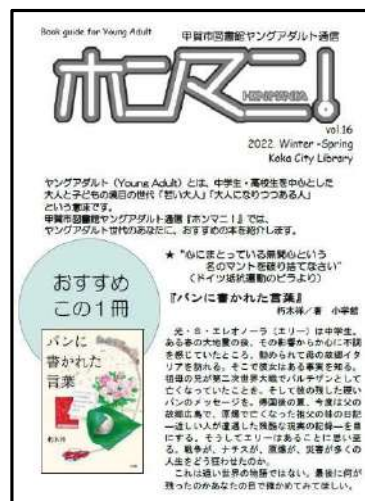 Book guide for Young Adult
甲賀市図書館ヤングアダルト通信
ホンマニ!
HONMANIA
vol.16
2022. Winter -Spring
Koka City Library
ヤングアダルト(Young Adult)とは、中学生・高校生を中心とした
大人と子どもの境目の世代「若い大人」「大人になりつつある人」
という意味です。
甲賀市図書館ヤングアダルト通信『ホンマニ!』では、
ヤングアダルト世代のあなたに、おすすめの本を紹介します。
おすすめ
この1冊
★ “心にまとっている無関心という
名のマントを破り捨てなさい”
(ドイツ抵抗運動のビラより)
『パンに書かれた言葉』
朽木祥/著 小学館
パンに
書かれた
言葉
朽木祥
光・S・エレオノーラ(エリー)は中学生。
ある春の大地震の後、その影響からか心に不調
を感じていたところ、勧められて母の故郷イタ
リアを訪れる。そこで彼女はある事実を知る。
祖母の兄が第二次世界大戦でパルチザンとして
亡くなっていたこと。そして彼の残した硬い
パンのメッセージを。帰国後の夏、今度は父の
故郷広島で、原爆で亡くなった祖父の妹の日記
―近しい人が遭遇した残酷な現実の記録―を目
にする。そうしてエリーはあることに思い至
る。戦争が、ナチスが、原爆が、災害が多くの
人生をどう狂わせたのか。
これは遠い世界の物語ではない。最後に何が
残ったのかあなたの目で確かめてみてほしい。